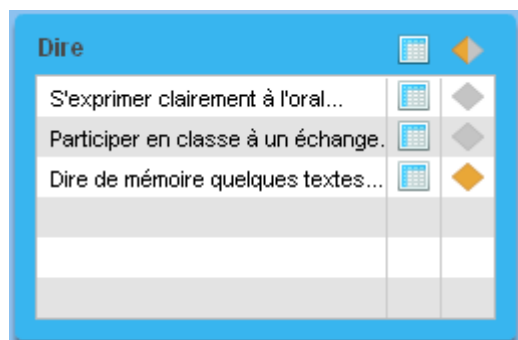 Dire
S'exprimer clairement à l'oral...
Participer en classe à un échange.
Dire de mémoire quelques textes...